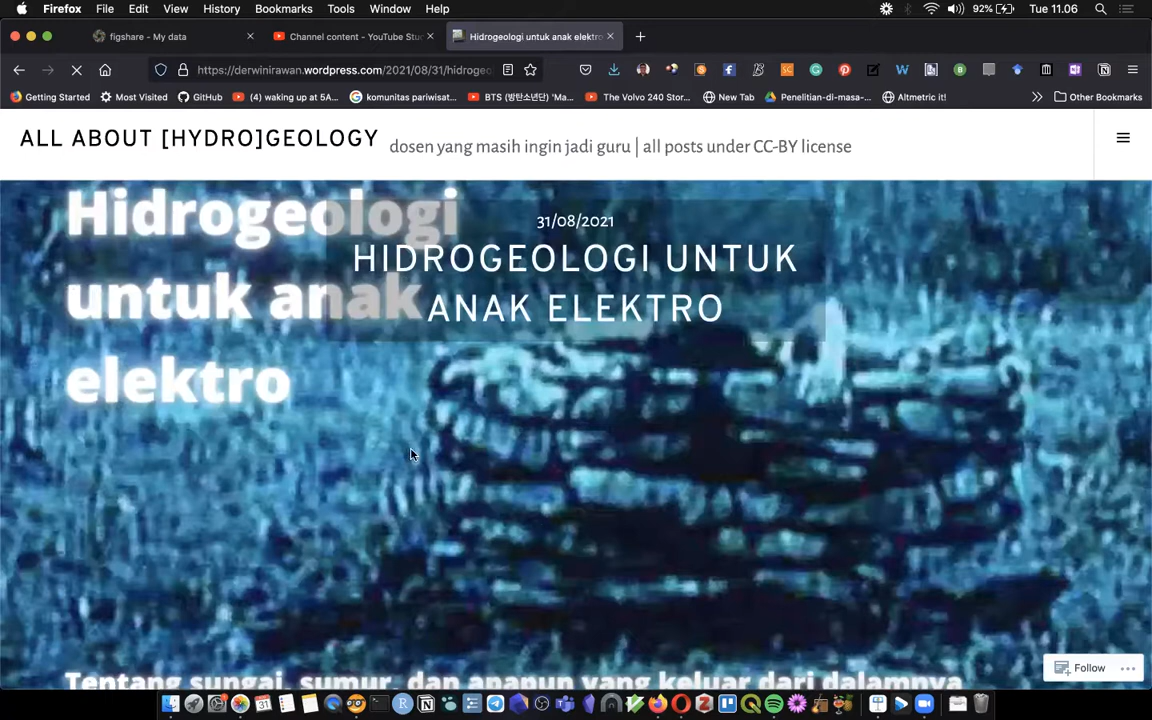 Firefox File Edit View History Bookmarks Tools Window Help 92% Tue 11.06
figshare — My data
Channel content - YouTube Stu
Hidrogeologi untuk anak elektro
https://derwinirawan.wordpress.com/2021/08/31/hidrogeolo
Getting Started Most Visited GitHub (4) waking up at 5A... komunitas pariwisat... BTS (방탄소년단) 'Ma... The Volvo 240 Stor... New Tab Penelitian-di-masa-... Altmetric it! Other Bookmarks
ALL ABOUT [HYDRO]GEOLOGY
dosen yang masih ingin jadi guru | all posts under CC-BY license
Hidrogeologi
untuk anak
elektro
31/08/2021
HIDROGEOLOGI UNTUK
ANAK ELEKTRO
Follow
Tentang sungai, sumur, dan apapun yang keluar dari dalamnya